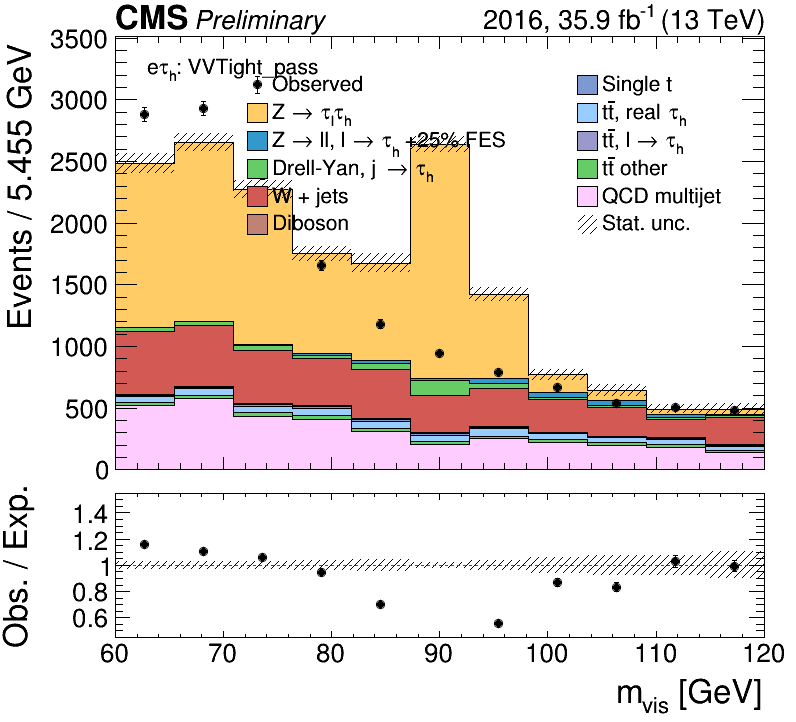 CMS Preliminary 2016, 35.9 fb⁻¹ (13 TeV)
eτh: VVTight_pass
Observed
Z → τlτh
Z → ll, l → τh +25% FES
Drell-Yan, j → τh
W + jets
Diboson
Single t
tt̄, real τh
tt̄, l → τh
tt̄ other
QCD multijet
Stat. unc.
Events / 5.455 GeV
3500
3000
2500
2000
1500
1000
500
0
Obs. / Exp.
1.4
1.2
1
0.8
0.6
60 70 80 90 100 110 120
mvis [GeV]